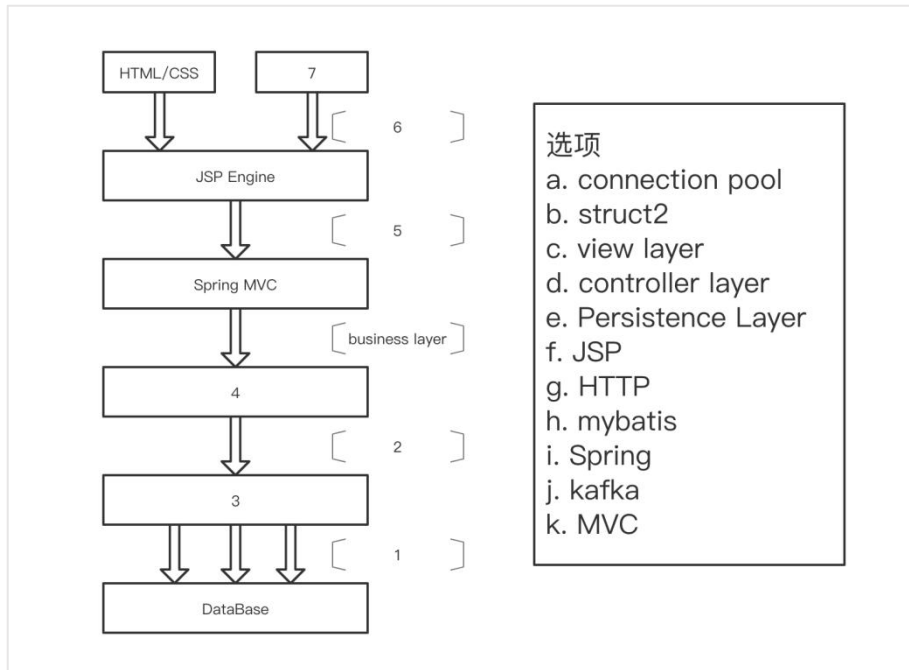 HTML/CSS
7
6
JSP Engine
5
Spring MVC
business layer
4
2
3
1
DataBase
选项
a. connection pool
b. struct2
c. view layer
d. controller layer
e. Persistence Layer
f. JSP
g. HTTP
h. mybatis
i. Spring
j. kafka
k. MVC